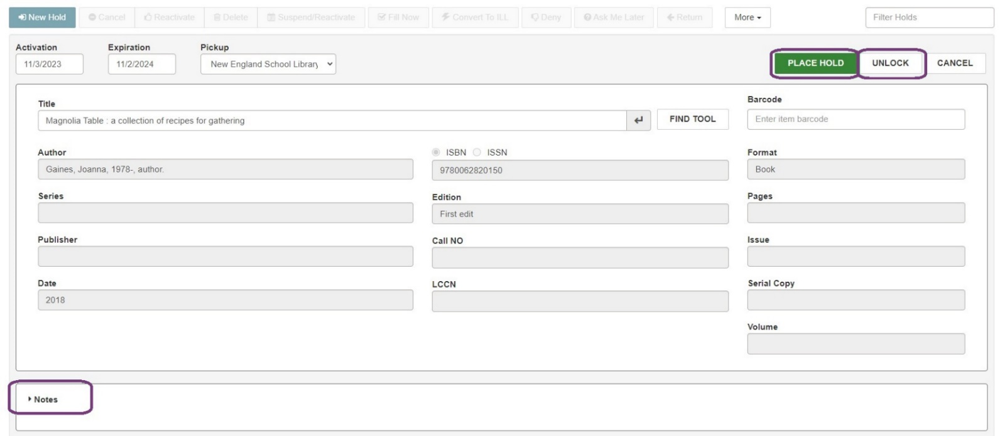 New Hold Cancel Reactivate Delete Suspend/Reactivate Fill Now Convert To ILL Deny Ask Me Later Return More Filter Holds
Activation Expiration Pickup
11/3/2023 11/2/2024 New England School Library PLACE HOLD UNLOCK CANCEL
Title Barcode
Magnolia Table : a collection of recipes for gathering FIND TOOL Enter item barcode
Author ISBN ISSN Format
Gaines, Joanna, 1978-, author. 9780062820150 Book
Series Edition Pages
First edit
Publisher Call NO Issue
Date LCCN Serial Copy
2018
Volume
Notes